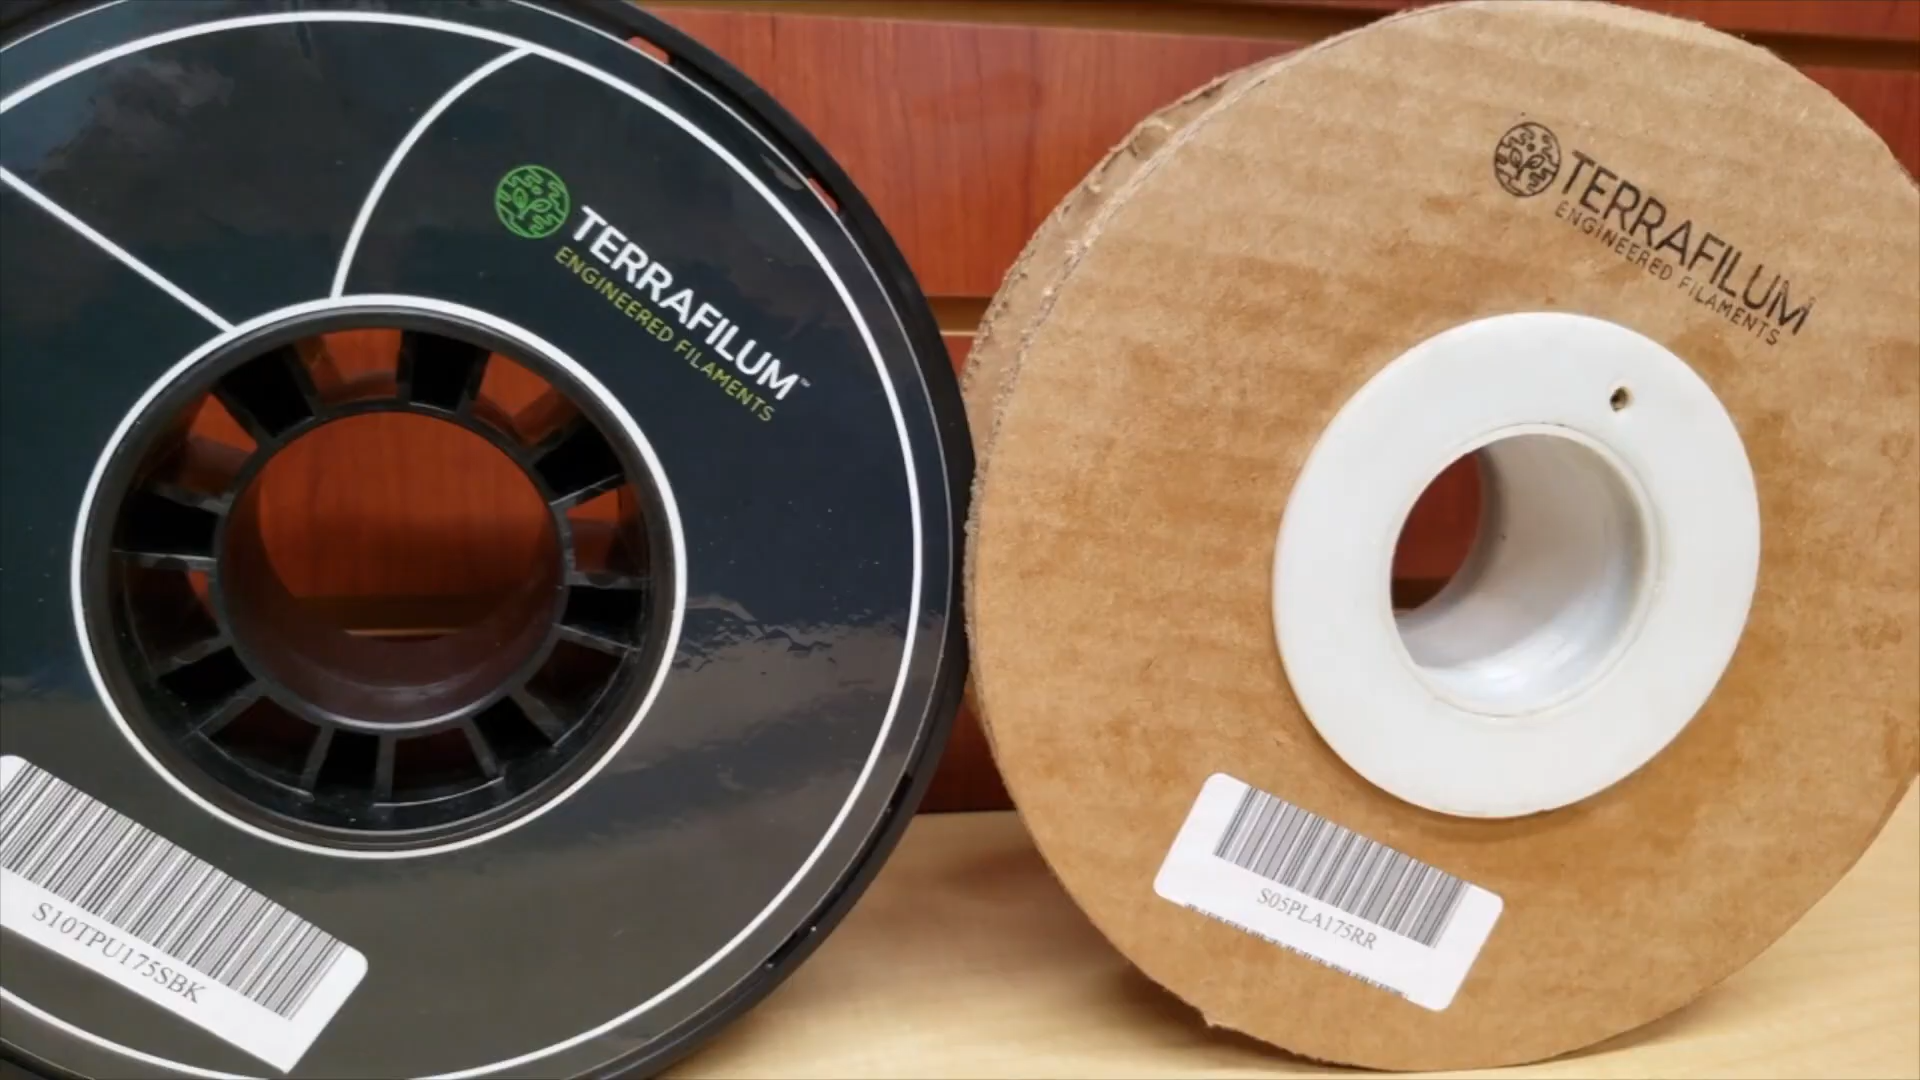 TERRAFILUM™
ENGINEERED FILAMENTS
S10TPU175SBK
TERRAFILUM
ENGINEERED FILAMENTS
S05PLA175RR